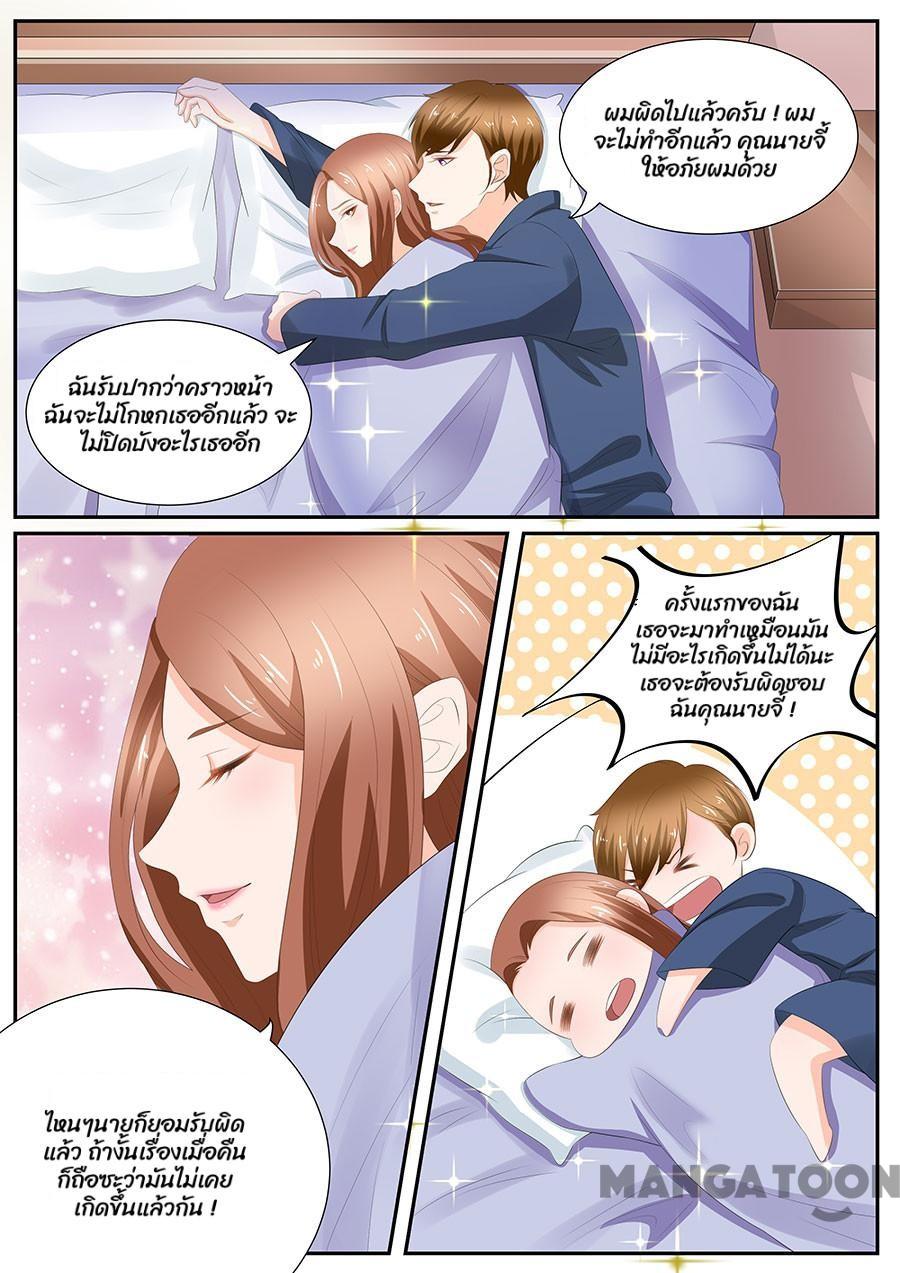 ผมผิดไปแล้วครับ ! ผม
จะไม่ทำอีกแล้ว คุณนายจี้
ให้อภัยผมด้วย
ฉันรับปากว่าคราวหน้า
ฉันจะไม่โกหกเธออีกแล้ว จะ
ไม่ปิดบังอะไรเธออีก
ไหนๆนายก็ยอมรับผิด
แล้ว ถ้างั้นเรื่องเมื่อคืน
ก็ถือซะว่ามันไม่เคย
เกิดขึ้นแล้วกัน !
ครั้งแรกของฉัน
เธอจะมาทำเหมือนมัน
ไม่มีอะไรเกิดขึ้นไม่ได้นะ
เธอจะต้องรับผิดชอบ
ฉันคุณนายจี้ !
MANGATOON